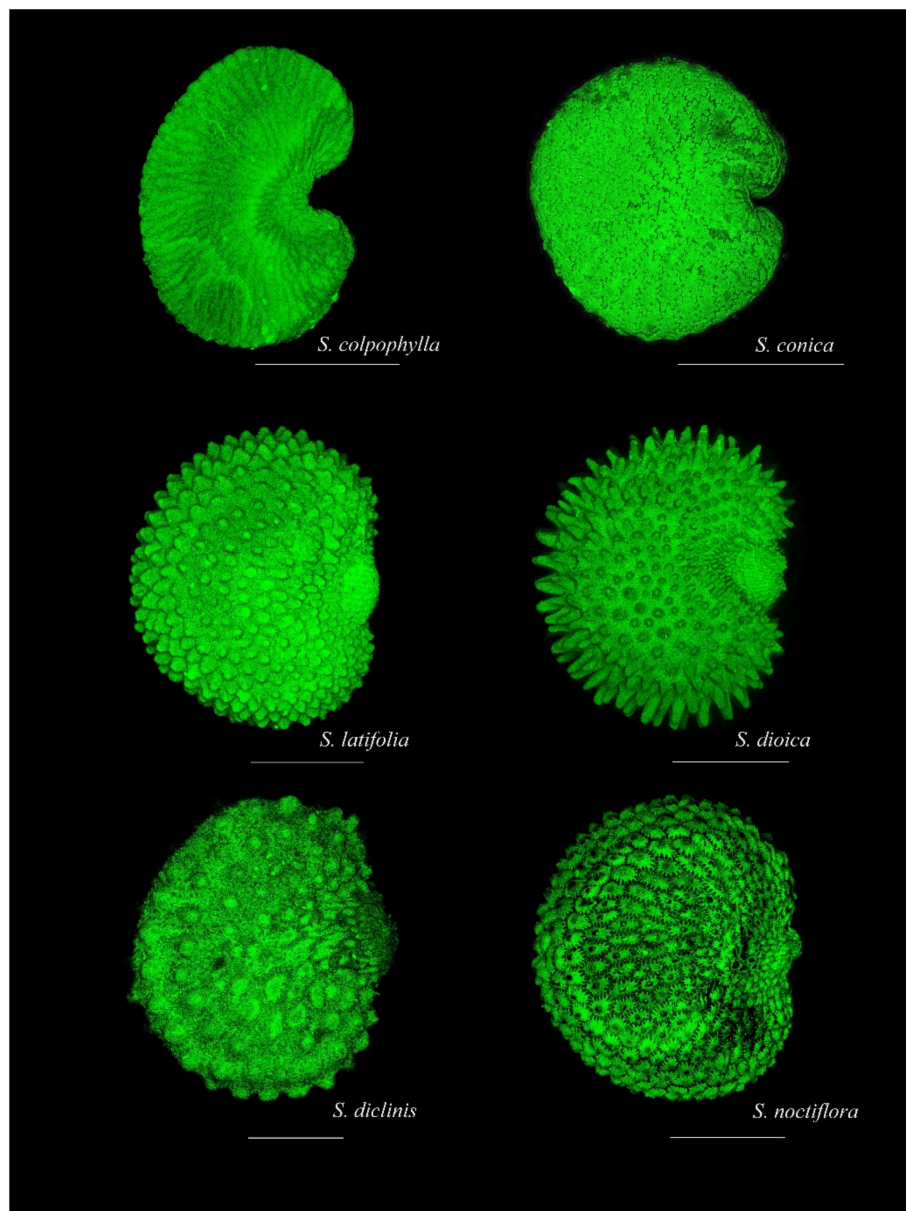 S. colpophylla
S. conica
S. latifolia
S. dioica
S. diclinis
S. noctiflora